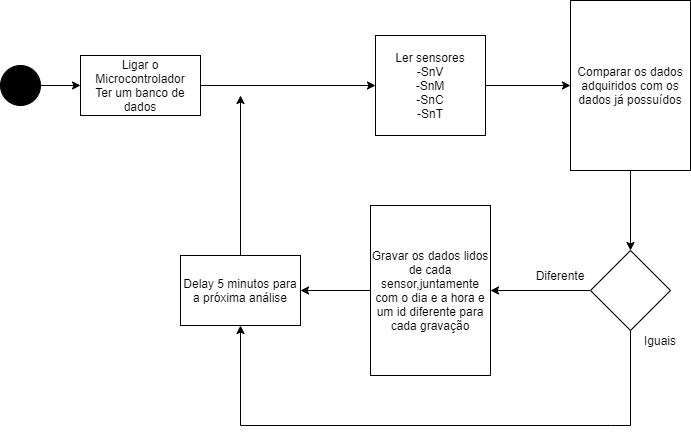 Ligar o
Microcontrolador
Ter um banco de
dados
Ler sensores
-SnV
-SnM
-SnC
-SnT
Comparar os dados
adquiridos com os
dados já possuídos
Diferente
Iguais
Gravar os dados lidos
de cada
sensor,juntamente
com o dia e a hora e
um id diferente para
cada gravação
Delay 5 minutos para
a próxima análise